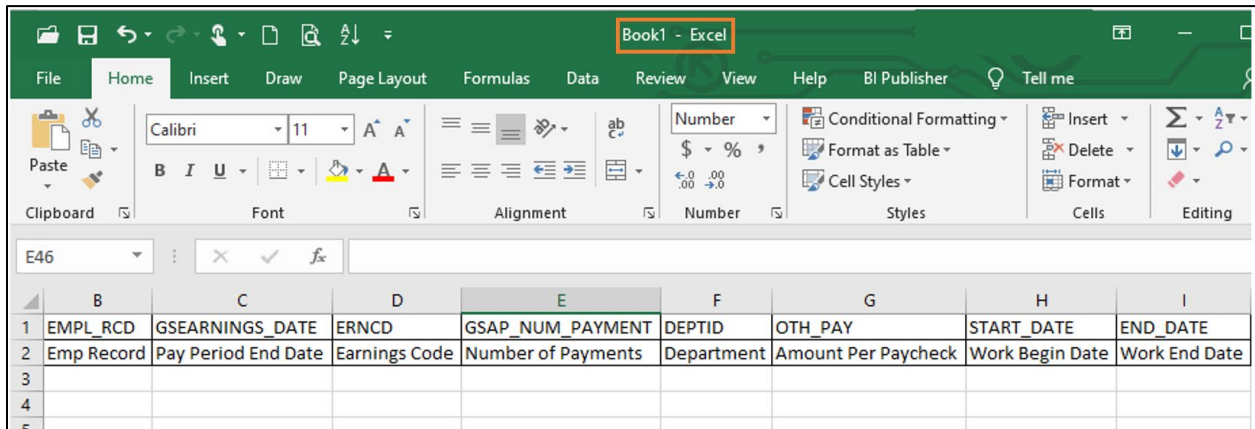 Book1 - Excel
File Home Insert Draw Page Layout Formulas Data Review View Help BI Publisher Tell me
Calibri 11 A A ab Number Conditional Formatting Insert Σ
Paste B I U A $ % , Format as Table Delete
.00 .00 Cell Styles Format
Clipboard Font Alignment Number Styles Cells Editing
E46 fx
B C D E F G H I
1 EMPL_RCD GSEARNINGS_DATE ERNCD GSAP_NUM_PAYMENT DEPTID OTH_PAY START_DATE END_DATE
2 Emp Record Pay Period End Date Earnings Code Number of Payments Department Amount Per Paycheck Work Begin Date Work End Date
3
4